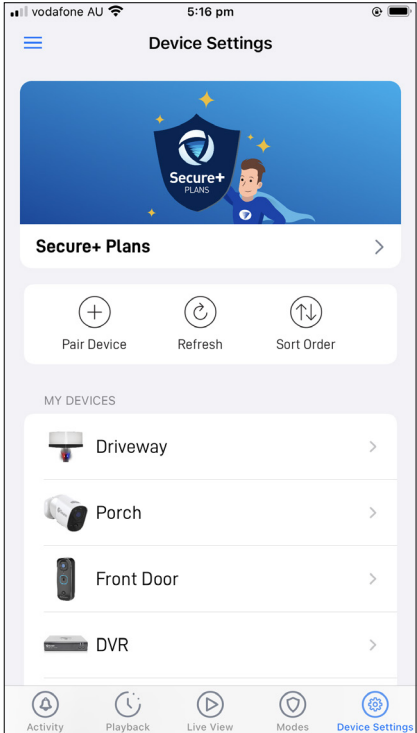 vodafone AU 5:16 pm
Device Settings
Secure+
PLANS
Secure+ Plans
Pair Device Refresh Sort Order
MY DEVICES
Driveway
Porch
Front Door
DVR
Activity Playback Live View Modes Device Settings